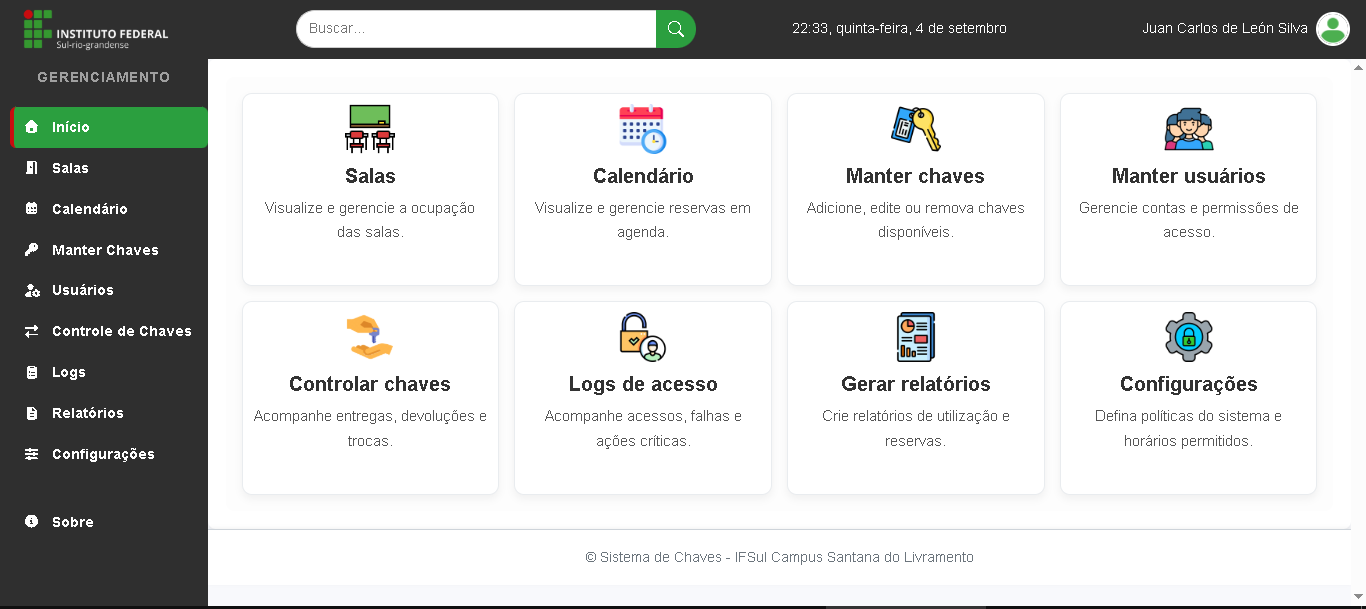 INSTITUTO FEDERAL
Sul-rio-grandense
Buscar...
22:33, quinta-feira, 4 de setembro
Juan Carlos de León Silva
GERENCIAMENTO
Início
Salas
Calendário
Manter Chaves
Usuários
Controle de Chaves
Logs
Relatórios
Configurações
Sobre
Salas
Visualize e gerencie a ocupação
das salas.
Calendário
Visualize e gerencie reservas em
agenda.
Manter chaves
Adicione, edite ou remova chaves
disponíveis.
Manter usuários
Gerencie contas e permissões de
acesso.
Controlar chaves
Acompanhe entregas, devoluções e
trocas.
Logs de acesso
Acompanhe acessos, falhas e
ações críticas.
Gerar relatórios
Crie relatórios de utilização e
reservas.
Configurações
Defina políticas do sistema e
horários permitidos.
© Sistema de Chaves - IFSul Campus Santana do Livramento